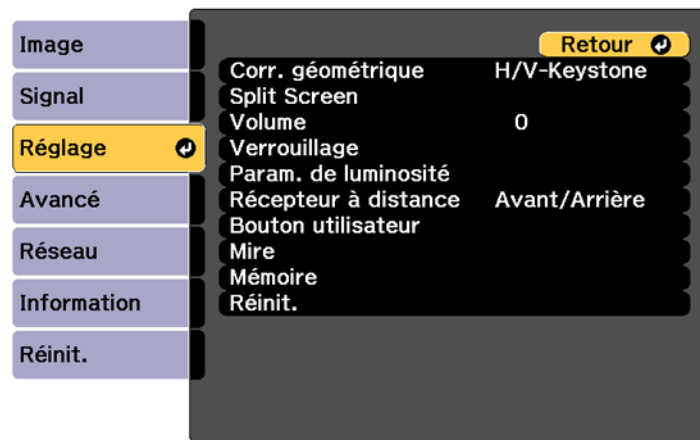 Image
Signal
Réglage
Avancé
Réseau
Information
Réinit.
Retour
Corr. géométrique H/V-Keystone
Split Screen
Volume 0
Verrouillage
Param. de luminosité
Récepteur à distance Avant/Arrière
Bouton utilisateur
Mire
Mémoire
Réinit.